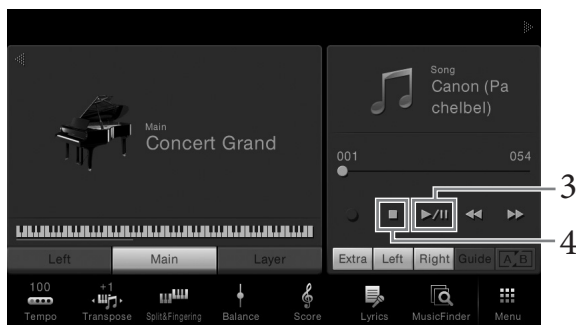 Main
Concert Grand
Song
Canon (Pa
chelbel)
001
054
3
4
Left
Main
Layer
Extra
Left
Right
Guide
A B
100
+1
Tempo
Transpose
Split&Fingering
Balance
Score
Lyrics
MusicFinder
Menu